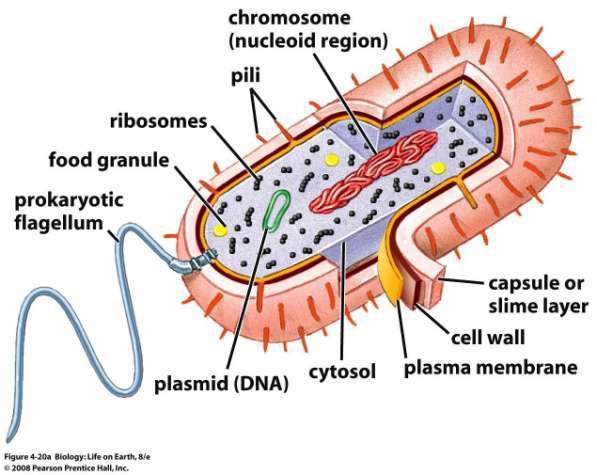 chromosome
(nucleoid region)
pili
ribosomes
food granule
prokaryotic
flagellum
capsule or
slime layer
cell wall
plasma membrane
cytosol
plasmid (DNA)
Figure 4-20a Biology: Life on Earth, 8/e
© 2008 Pearson Prentice Hall, Inc.